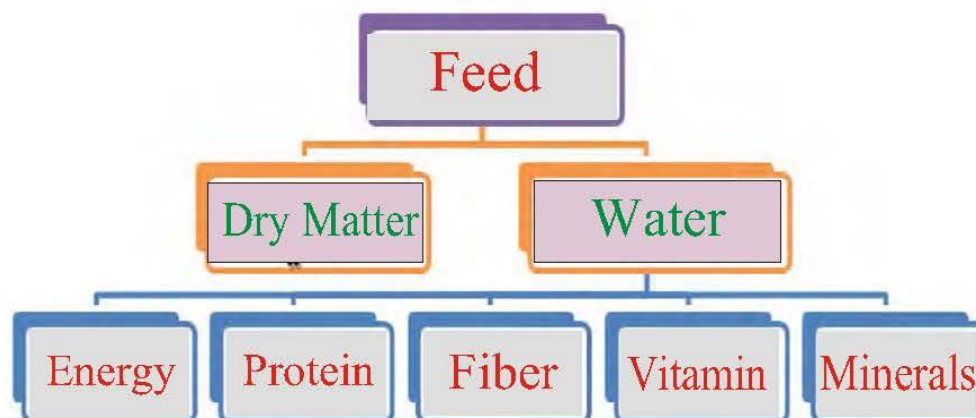 Feed
Dry Matter
Water
Energy
Protein
Fiber
Vitamin
Minerals